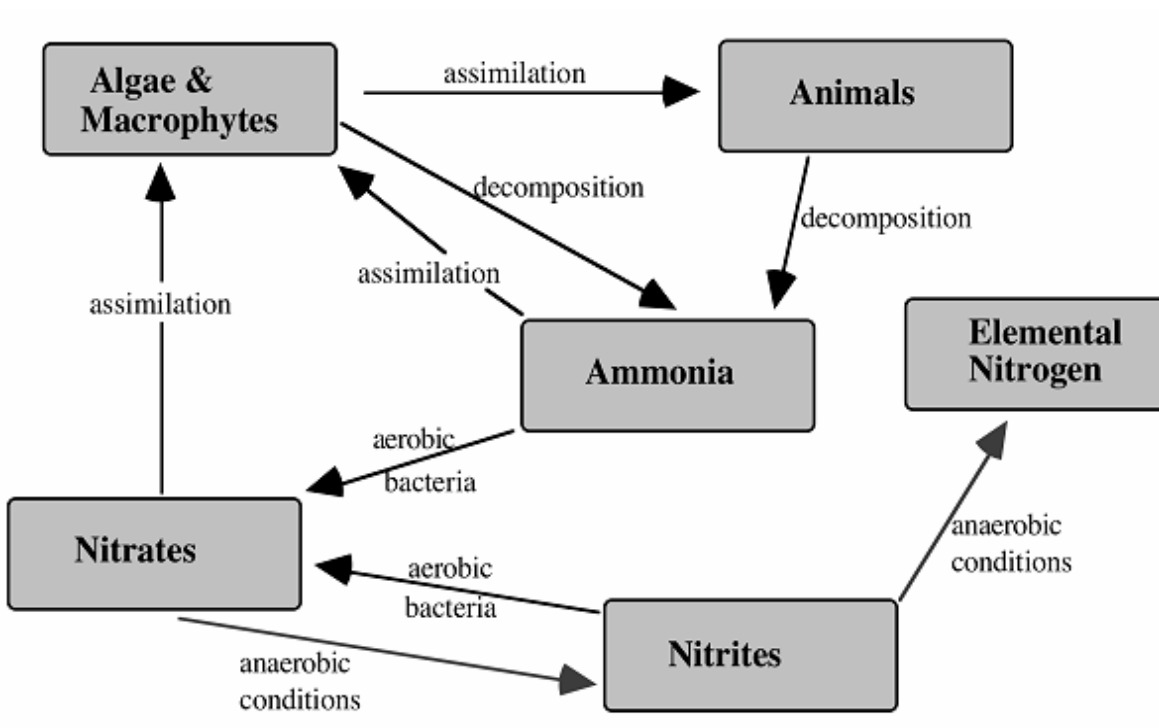 Algae &
Macrophytes
assimilation
Animals
decomposition
decomposition
assimilation
assimilation
Elemental
Nitrogen
Ammonia
aerobic
bacteria
Nitrates
anaerobic
conditions
aerobic
bacteria
Nitrites
anaerobic
conditions